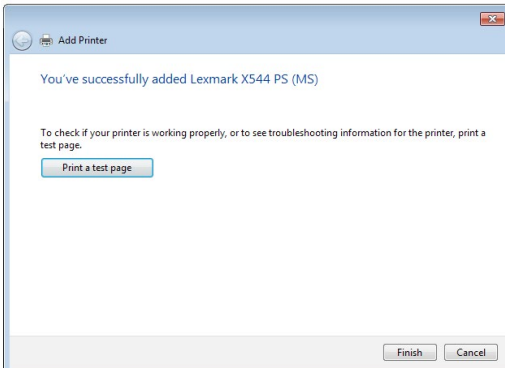 Add Printer
You've successfully added Lexmark X544 PS (MS)
To check if your printer is working properly, or to see troubleshooting information for the printer, print a
test page.
Print a test page
Finish Cancel